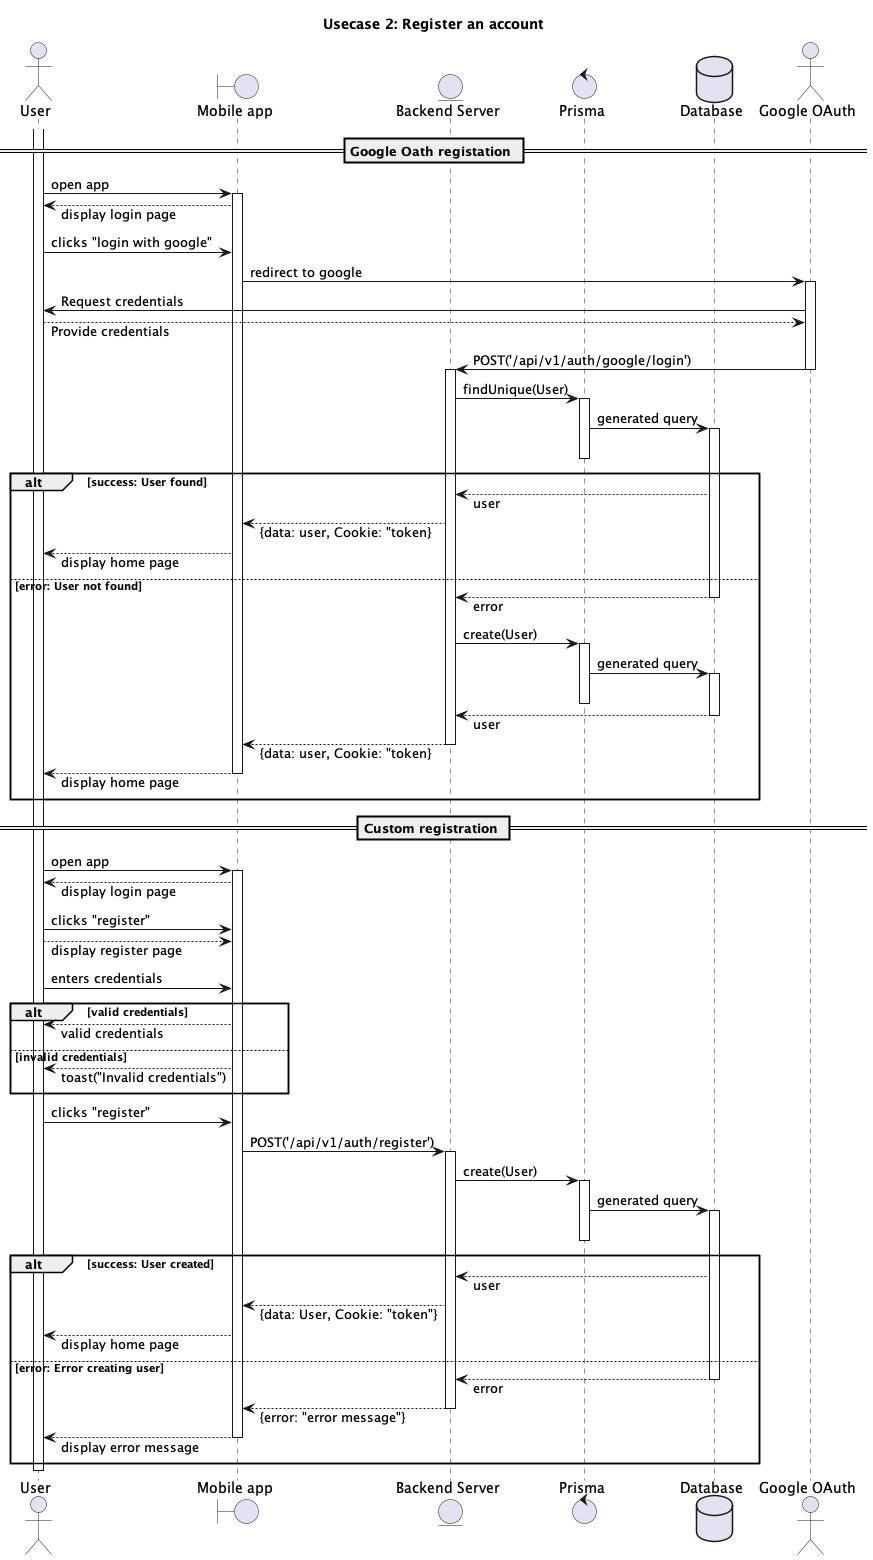 Usecase 2: Register an account
User
Mobile app
Backend Server
Prisma
Database
Google OAuth
Google Oath registation
open app
display login page
clicks "login with google"
redirect to google
Request credentials
Provide credentials
POST('/api/v1/auth/google/login')
findUnique(User)
generated query
alt
[success: User found]
user
{data: user, Cookie: "token}
display home page
[error: User not found]
error
create(User)
generated query
user
{data: user, Cookie: "token}
display home page
Custom registration
open app
display login page
clicks "register"
display register page
enters credentials
alt
[valid credentials]
valid credentials
[invalid credentials]
toast("Invalid credentials")
clicks "register"
POST('/api/v1/auth/register')
create(User)
generated query
alt
[success: User created]
user
{data: User, Cookie: "token"}
display home page
[error: Error creating user]
error
{error: "error message"}
display error message
User
Mobile app
Backend Server
Prisma
Database
Google OAuth